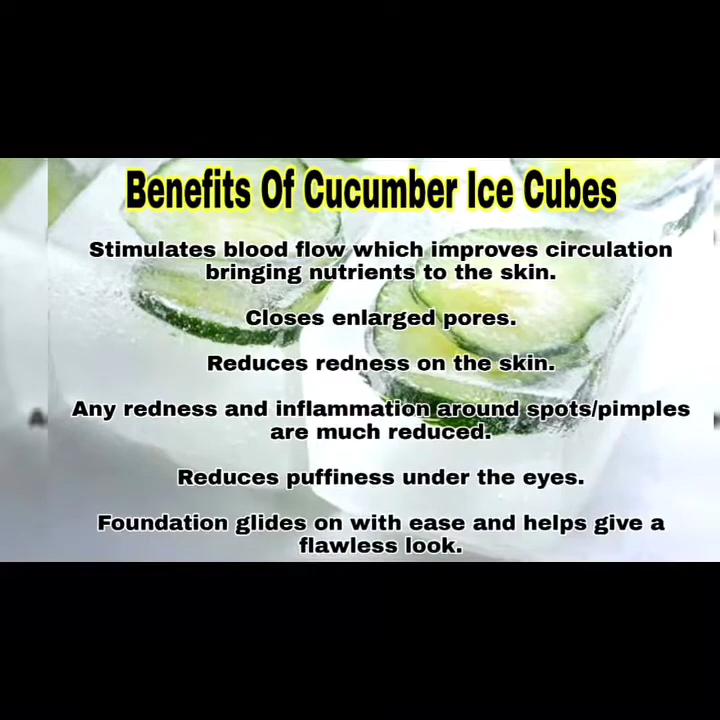 Benefits Of Cucumber Ice Cubes
Stimulates blood flow which improves circulation
bringing nutrients to the skin.
Closes enlarged pores.
Reduces redness on the skin.
Any redness and inflammation around spots/pimples
are much reduced.
Reduces puffiness under the eyes.
Foundation glides on with ease and helps give a
flawless look.